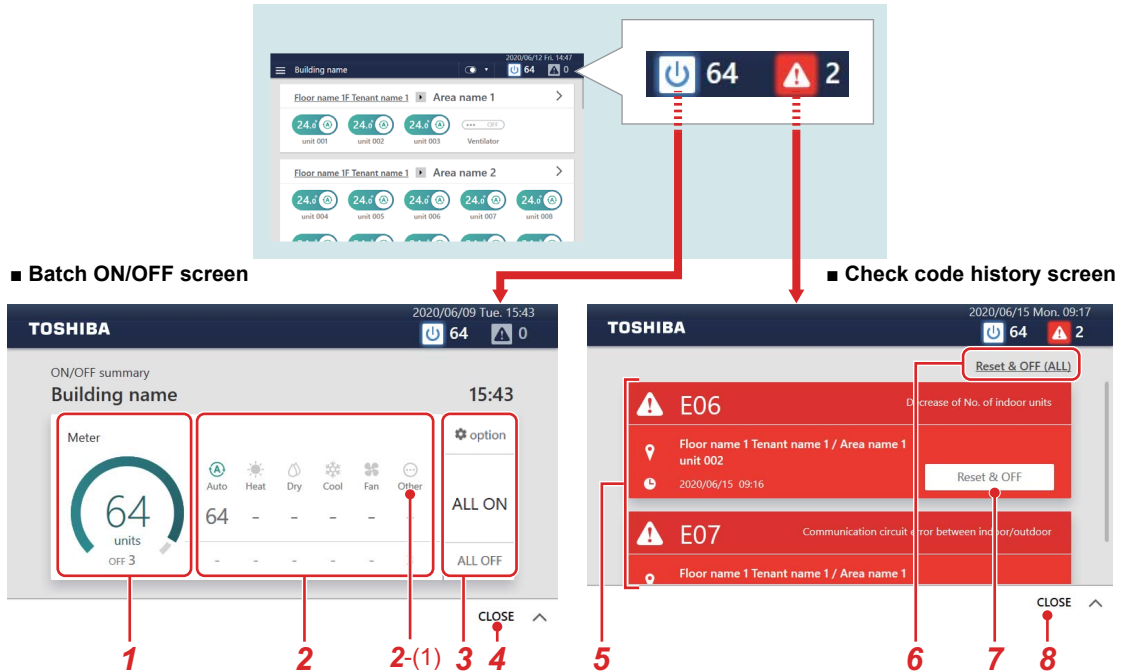 2020/06/12 Fri. 14:47
Building name 64 0
64 2
Floor name 1F Tenant name 1 Area name 1
24.0 A 24.0 A 24.0 A OFF
unit 001 unit 002 unit 003 Ventilator
Floor name 1F Tenant name 1 Area name 2
24.0 A 24.0 A 24.0 A 24.0 A 24.0 A
unit 004 unit 005 unit 006 unit 007 unit 008
■ Batch ON/OFF screen
■ Check code history screen
2020/06/09 Tue. 15:43
TOSHIBA 64 0
ON/OFF summary
Building name 15:43
Meter
option
A
Auto Heat Dry Cool Fan Other
64 64 - - - - -
units
OFF 3
- - - - - -
ALL ON
ALL OFF
CLOSE
1 2 2-(1) 3 4
2020/06/15 Mon. 09:17
TOSHIBA 64 2
Reset & OFF (ALL)
E06 Decrease of No. of indoor units
Floor name 1 Tenant name 1 / Area name 1
unit 002
2020/06/15 09:16
Reset & OFF
E07 Communication circuit error between indoor/outdoor
Floor name 1 Tenant name 1 / Area name 1
CLOSE
5 6 7 8